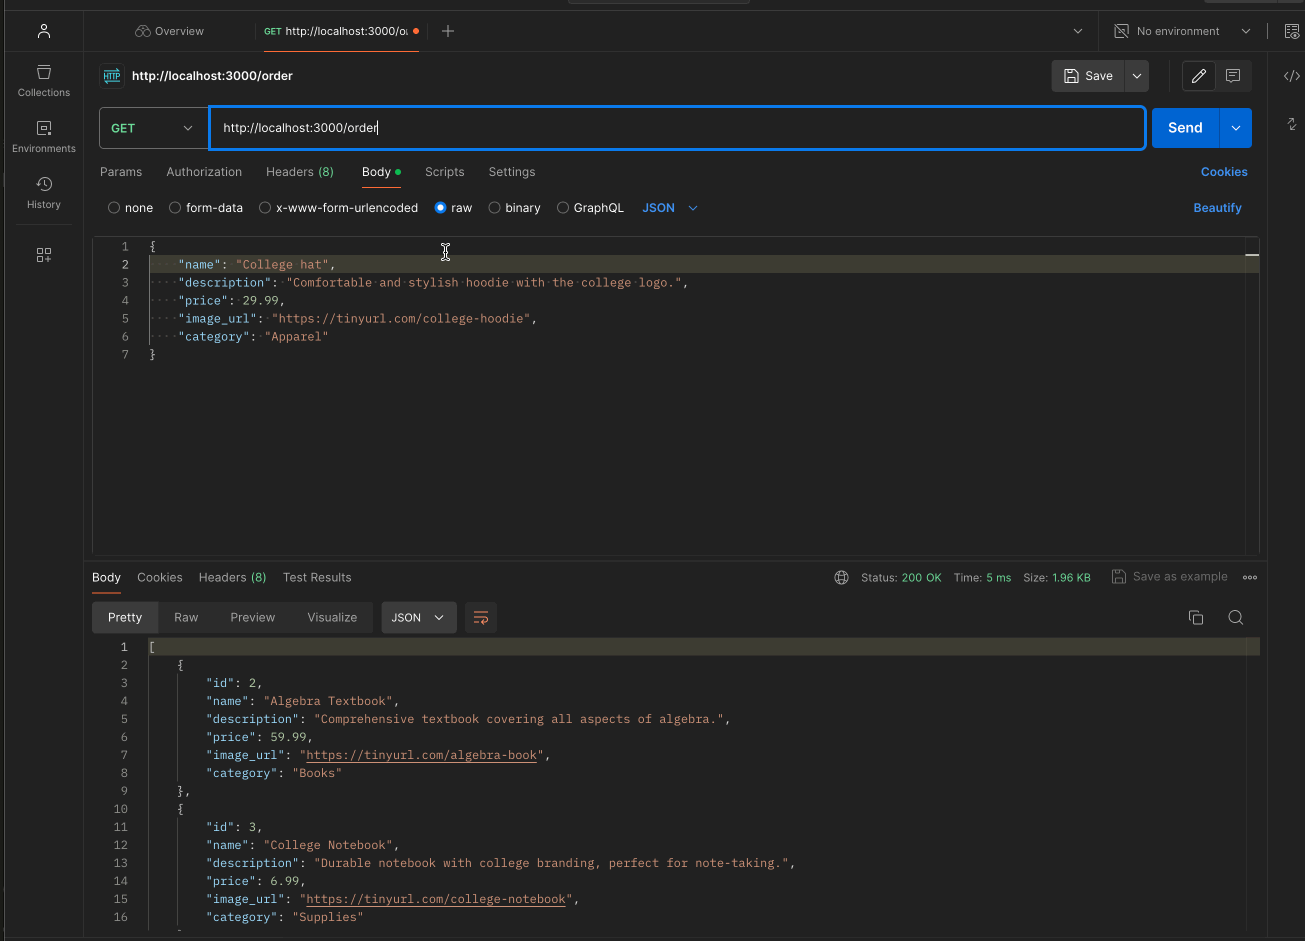 Overview
GET http://localhost:3000/o
No environment
Collections
Environments
History
HTTP http://localhost:3000/order
Save
GET
http://localhost:3000/order
Send
Params Authorization Headers (8) Body Scripts Settings
Cookies
none form-data x-www-form-urlencoded raw binary GraphQL JSON
Beautify
1 {
2 "name": "College hat",
3 "description": "Comfortable and stylish hoodie with the college logo.",
4 "price": 29.99,
5 "image_url": "https://tinyurl.com/college-hoodie",
6 "category": "Apparel"
7 }
Body Cookies Headers (8) Test Results
Status: 200 OK Time: 5 ms Size: 1.96 KB
Save as example
Pretty Raw Preview Visualize JSON
1 [
2 {
3 "id": 2,
4 "name": "Algebra Textbook",
5 "description": "Comprehensive textbook covering all aspects of algebra.",
6 "price": 59.99,
7 "image_url": "https://tinyurl.com/algebra-book",
8 "category": "Books"
9 },
10 {
11 "id": 3,
12 "name": "College Notebook",
13 "description": "Durable notebook with college branding, perfect for note-taking.",
14 "price": 6.99,
15 "image_url": "https://tinyurl.com/college-notebook",
16 "category": "Supplies"